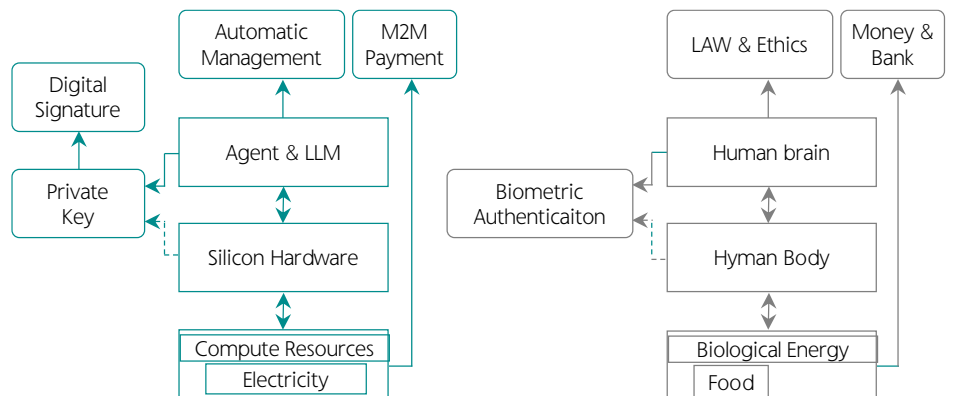 Automatic
Management
M2M
Payment
Digital
Signature
Agent & LLM
Private
Key
Silicon Hardware
Compute Resources
Electricity
LAW & Ethics
Money &
Bank
Human brain
Biometric
Authenticaiton
Hyman Body
Biological Energy
Food